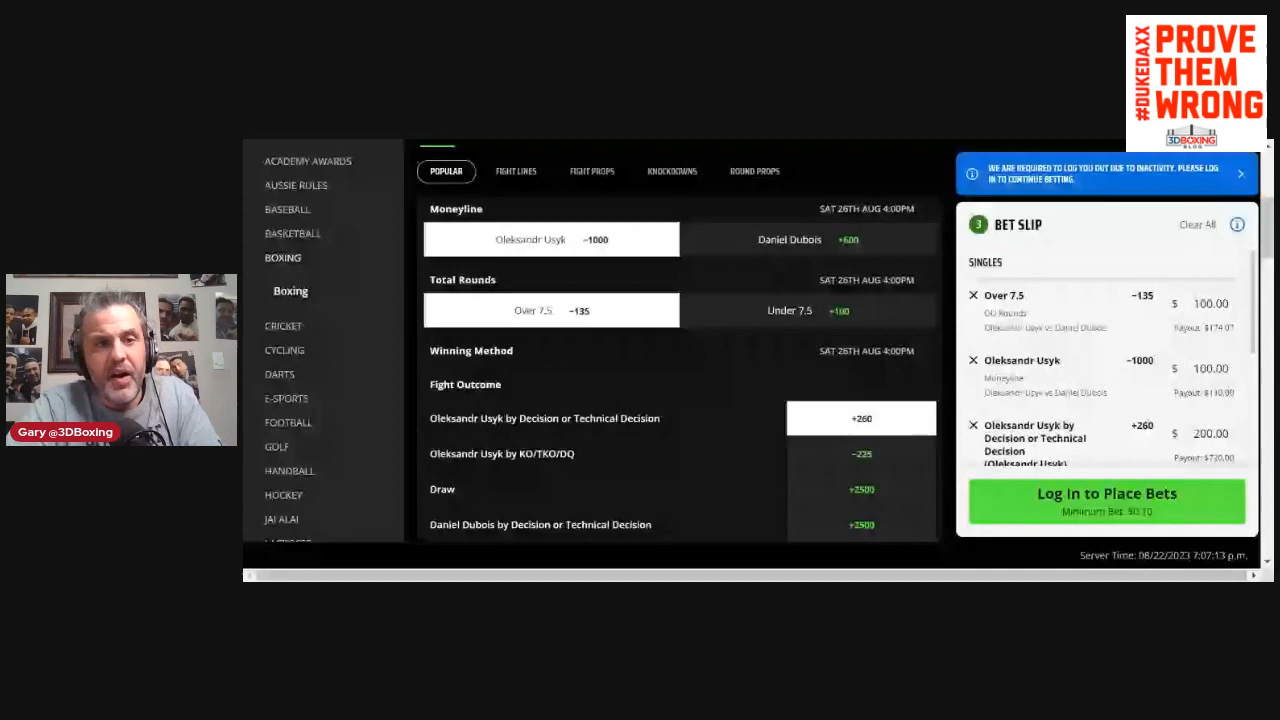 #DUKEDAXX
PROVE
THEM
WRONG
3DBOXING
BLOG
Gary @3DBoxing
ACADEMY AWARDS
AUSSIE RULES
BASEBALL
BASKETBALL
BOXING
Boxing
CRICKET
CYCLING
DARTS
E-SPORTS
FOOTBALL
GOLF
HANDBALL
HOCKEY
JAI ALAI
POPULAR FIGHT LINES FIGHT PROPS KNOCKDOWNS ROUND PROPS
Moneyline SAT 26TH AUG 4:00PM
Oleksandr Usyk -1000 Daniel Dubois +600
Total Rounds SAT 26TH AUG 4:00PM
Over 7.5 -135 Under 7.5 +100
Winning Method SAT 26TH AUG 4:00PM
Fight Outcome
Oleksandr Usyk by Decision or Technical Decision +260
Oleksandr Usyk by KO/TKO/DQ -225
Draw +2500
Daniel Dubois by Decision or Technical Decision +2500
WE ARE REQUIRED TO LOG YOU OUT DUE TO INACTIVITY. PLEASE LOG
IN TO CONTINUE BETTING.
3 BET SLIP Clear All
SINGLES
Over 7.5 -135 $ 100.00
OU Rounds
Oleksandr Usyk vs Daniel Dubois Payout: $174.07
Oleksandr Usyk -1000 $ 100.00
Moneyline
Oleksandr Usyk vs Daniel Dubois Payout: $110.00
Oleksandr Usyk by +260 $ 200.00
Decision or Technical
Decision Payout: $720.00
(Oleksandr Usyk)
Log In to Place Bets
Minimum Bet: $0.10
Server Time: 08/22/2023 7:07:13 p.m.